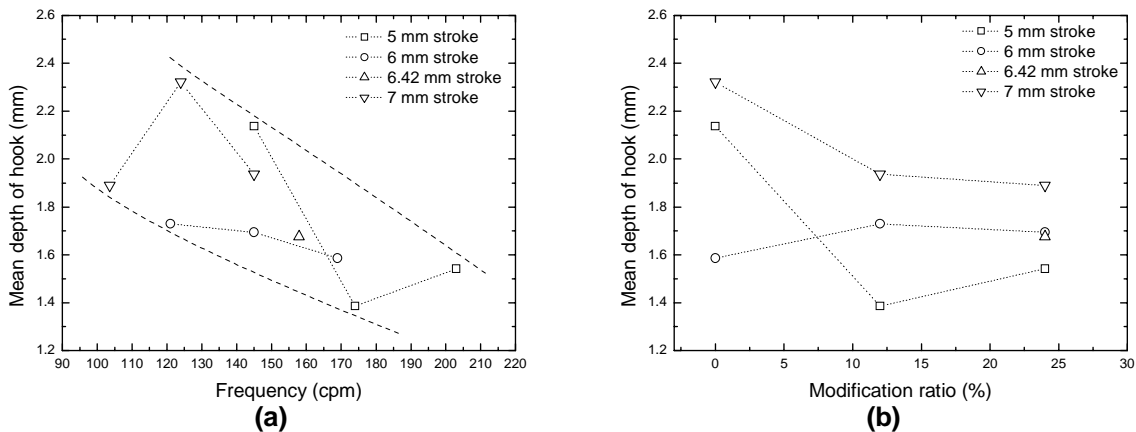 2.6
2.4
2.2
2.0
1.8
1.6
1.4
1.2
Mean depth of hook (mm)
5 mm stroke
6 mm stroke
6.42 mm stroke
7 mm stroke
90 100 110 120 130 140 150 160 170 180 190 200 210 220
Frequency (cpm)
(a)
2.6
2.4
2.2
2.0
1.8
1.6
1.4
1.2
Mean depth of hook (mm)
5 mm stroke
6 mm stroke
6.42 mm stroke
7 mm stroke
0 5 10 15 20 25 30
Modification ratio (%)
(b)